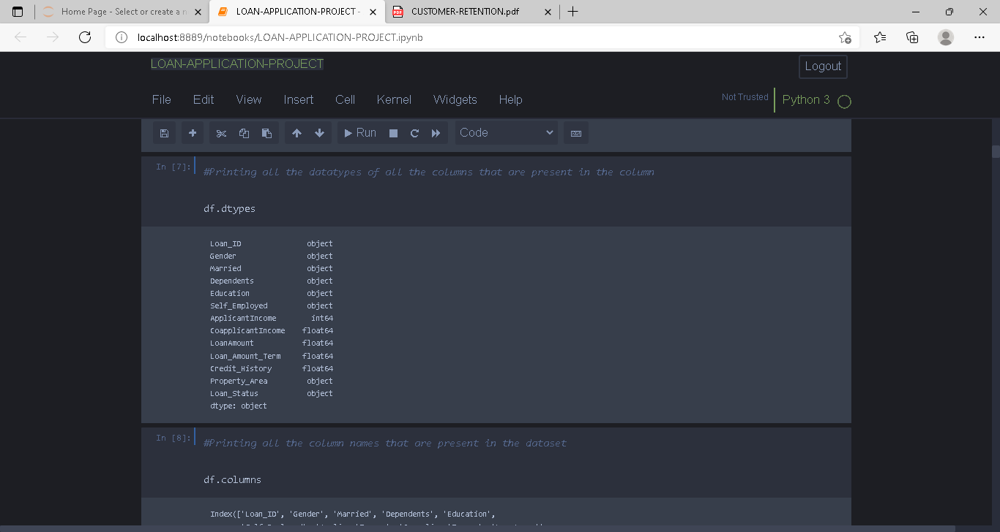 Home Page - Select or create a n
LOAN-APPLICATION-PROJECT -
CUSTOMER-RETENTION.pdf
localhost:8889/notebooks/LOAN-APPLICATION-PROJECT.ipynb
LOAN-APPLICATION-PROJECT
Logout
File Edit View Insert Cell Kernel Widgets Help
Not Trusted
Python 3
Run
Code
In [7]:
#Printing all the datatypes of all the columns that are present in the column
df.dtypes
Loan_ID object
Gender object
Married object
Dependents object
Education object
Self_Employed object
ApplicantIncome int64
CoapplicantIncome float64
LoanAmount float64
Loan_Amount_Term float64
Credit_History float64
Property_Area object
Loan_Status object
dtype: object
In [8]:
#Printing all the column names that are present in the dataset
df.columns
Index(['Loan_ID', 'Gender', 'Married', 'Dependents', 'Education',